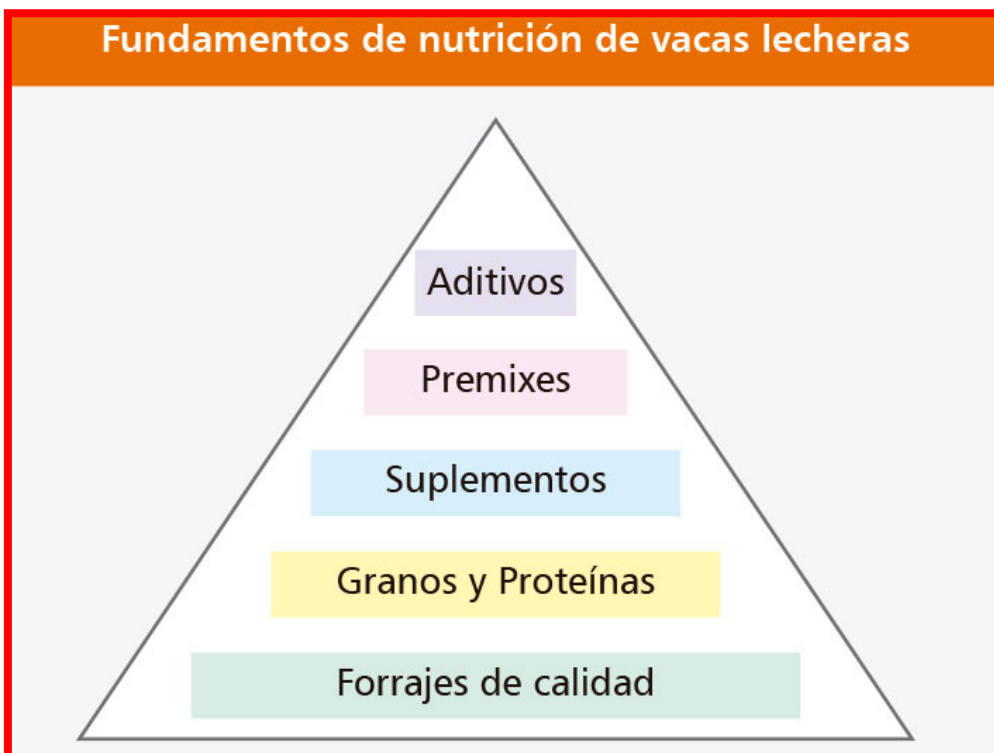 Fundamentos de nutrición de vacas lecheras
Aditivos
Premixes
Suplementos
Granos y Proteínas
Forrajes de calidad